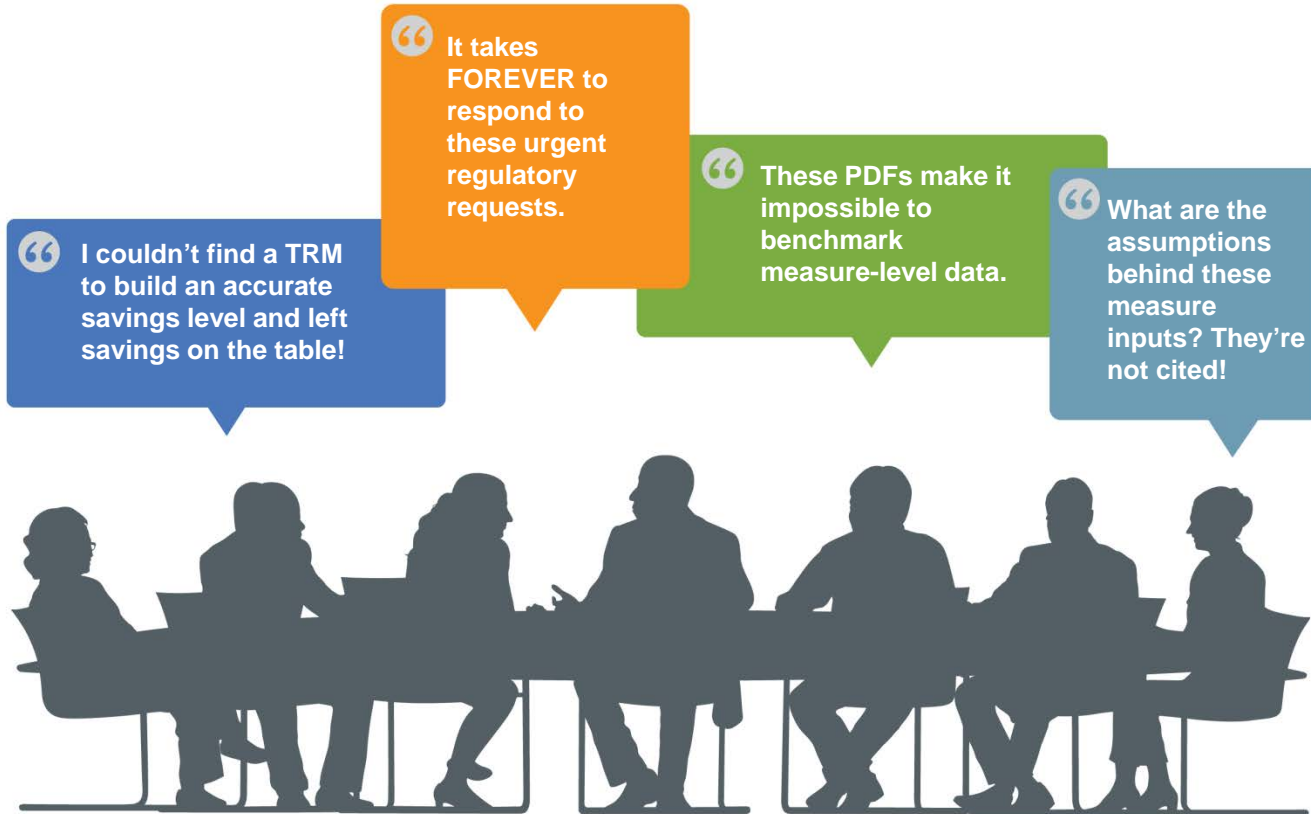 I couldn’t find a TRM
to build an accurate
savings level and left
savings on the table!
It takes
FOREVER to
respond to
these urgent
regulatory
requests.
These PDFs make it
impossible to
benchmark
measure-level data.
What are the
assumptions
behind these
measure
inputs? They’re
not cited!